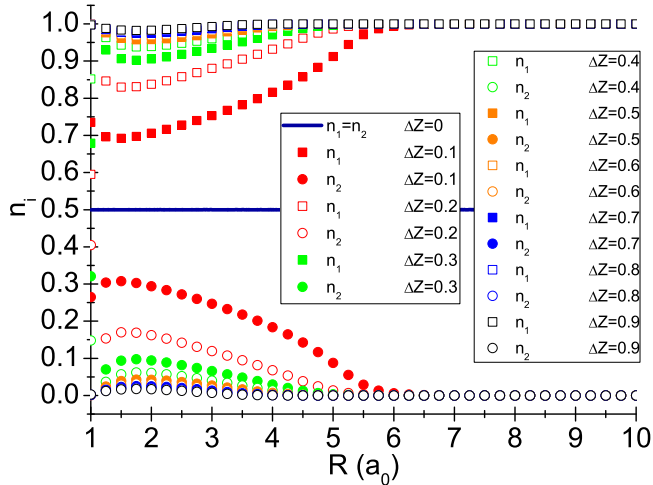 1.0
0.9
0.8
0.7
0.6
0.5
0.4
0.3
0.2
0.1
0.0
n_i
n_1=n_2 ΔZ=0
n_1 ΔZ=0.1
n_2 ΔZ=0.1
n_1 ΔZ=0.2
n_2 ΔZ=0.2
n_1 ΔZ=0.3
n_2 ΔZ=0.3
n_1 ΔZ=0.4
n_2 ΔZ=0.4
n_1 ΔZ=0.5
n_2 ΔZ=0.5
n_1 ΔZ=0.6
n_2 ΔZ=0.6
n_1 ΔZ=0.7
n_2 ΔZ=0.7
n_1 ΔZ=0.8
n_2 ΔZ=0.8
n_1 ΔZ=0.9
n_2 ΔZ=0.9
1 2 3 4 5 6 7 8 9 10
R (a_0)